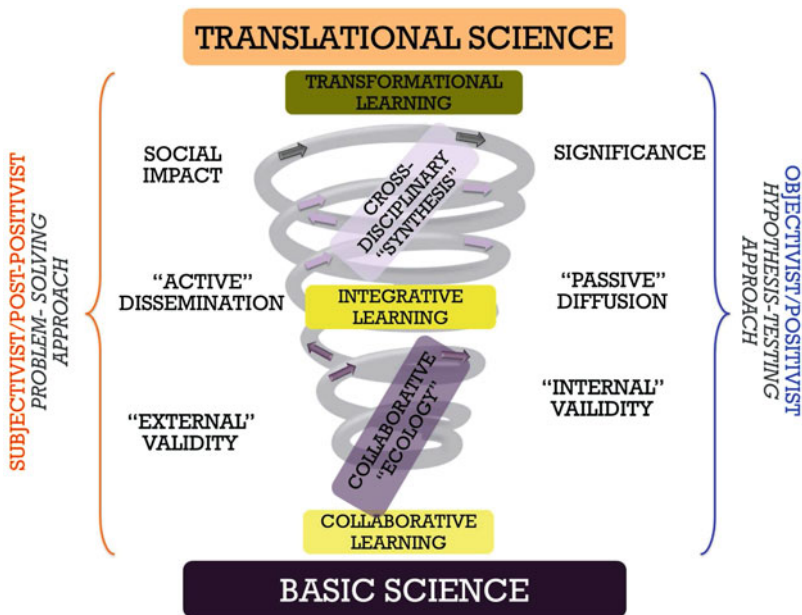 TRANSLATIONAL SCIENCE
TRANSFORMATIONAL
LEARNING
SUBJECTIVIST/POST-POSITIVIST
PROBLEM- SOLVING
APPROACH
SOCIAL
IMPACT
CROSS-
DISCIPLINARY
“SYNTHESIS”
SIGNIFICANCE
“ACTIVE”
DISSEMINATION
INTEGRATIVE
LEARNING
“PASSIVE”
DIFFUSION
“EXTERNAL”
VALIDITY
COLLABORATIVE
“ECOLOGY”
“INTERNAL”
VAILIDITY
OBJECTIVIST/POSITIVIST
HYPOTHESIS-TESTING
APPROACH
COLLABORATIVE
LEARNING
BASIC SCIENCE